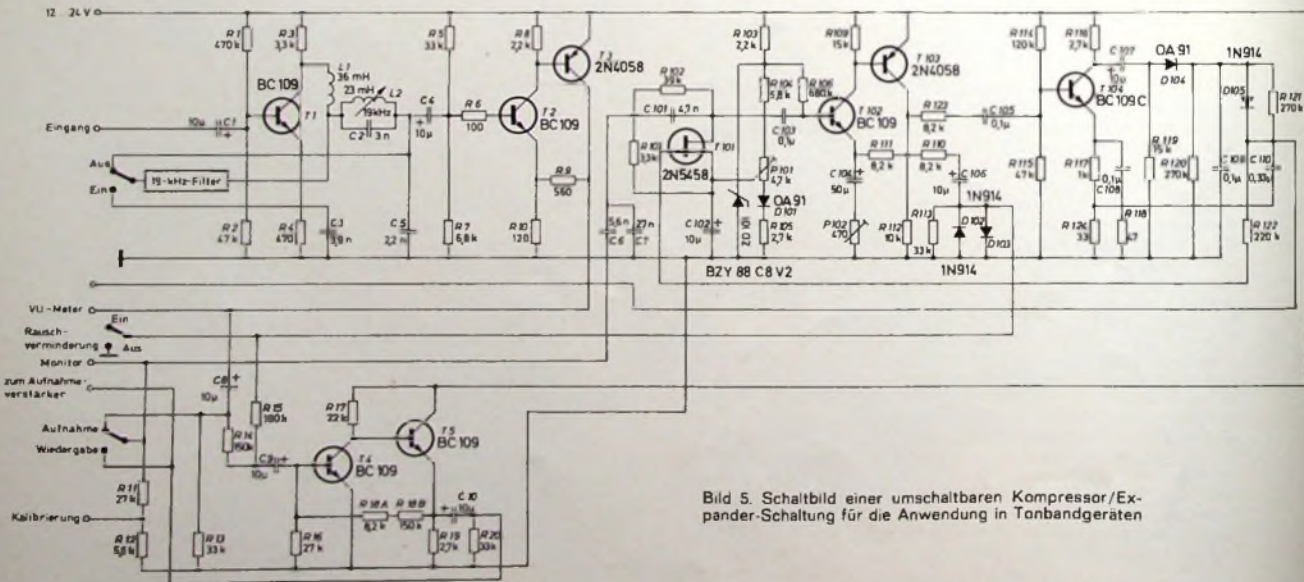 12...24V
R1
470k
R3
3,3k
L1
36 mH
23 mH
L2
19kHz
C2
3n
BC 109
T1
10µ
C1
Eingang
Aus
Ein
19-kHz-Filter
R2
47k
R4
470
C3
3,9n
C5
2,2n
C4
10µ
R5
33k
R6
100
R7
6,8k
R8
2,2k
T3
2N4058
T2
BC 109
R9
560
R10
120
C6
5,6n
C7
27n
R102
39k
C101
4,7n
R101
3,3k
T101
2N5458
C102
10µ
R103
2,2k
R104
5,8k
R106
680k
C103
0,1µ
P101
4,7k
OA 91
D101
R105
2,7k
BZY 88 C8 V2
R109
15k
T103
2N4058
T102
BC109
R111
8,2k
R110
8,2k
R123
8,2k
C105
0,1µ
C104
50µ
P102
470
C106
10µ
R112
10k
R113
33k
1N914
D102
D103
1N914
R114
120k
R115
47k
R116
2,7k
C107
10µ
OA 91
D104
T104
BC109C
R117
1k
0,1µ
C108
R124
33
R118
47
R119
15k
R120
270k
1N914
D105
R121
270k
0,1µ
C110
0,33µ
R122
220k
VU-Meter
Ein
Rausch-
verminderung
Aus
Monitor
zum Aufnahme-
verstärker
Aufnahme
Wiedergabe
Kalibrierung
C8
10µ
R14
150k
R15
180k
C9
10µ
R17
22k
T4
BC 109
T5
BC 109
R18A
8,2k
R18B
150k
C10
10µ
R11
27k
R12
5,6k
R13
33k
R16
27k
R19
2,7k
R20
33k
Bild 5. Schaltbild einer umschaltbaren Kompressor/Ex-
pander-Schaltung für die Anwendung in Tonbandgeräten